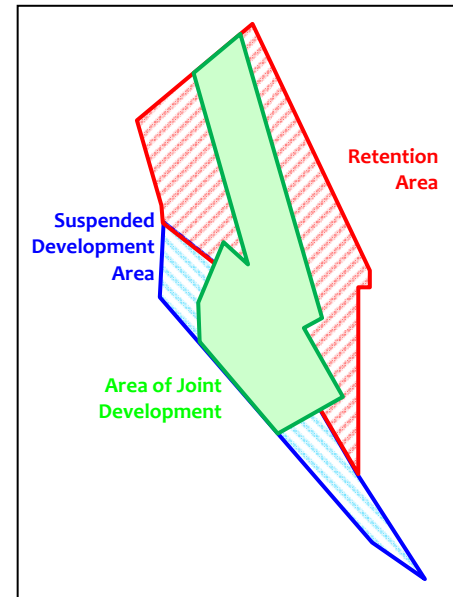 Retention
Area
Suspended
Development
Area
Area of Joint
Development